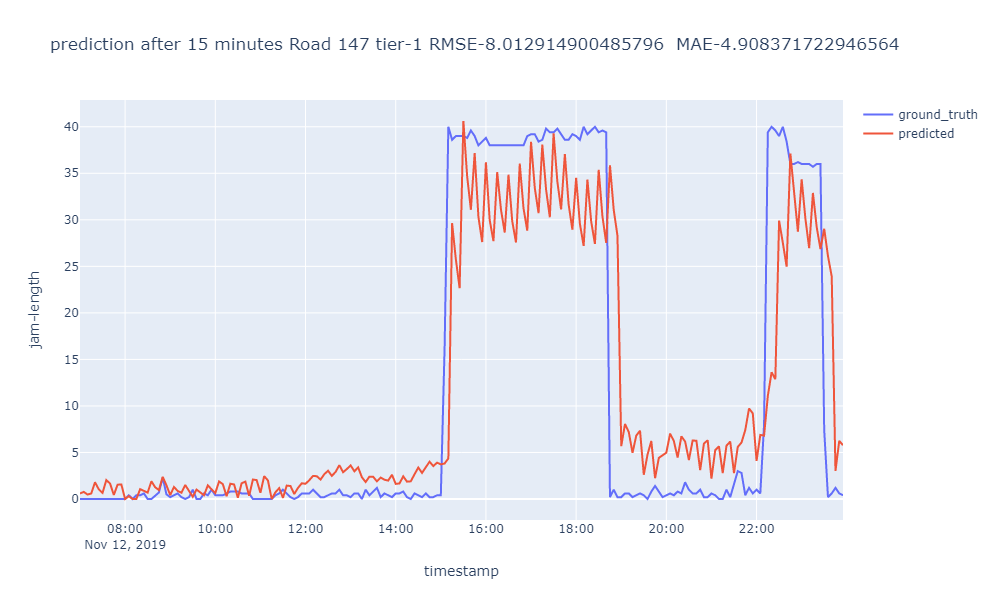 prediction after 15 minutes Road 147 tier-1 RMSE-8.012914900485796  MAE-4.908371722946564
ground_truth
predicted
40
35
30
25
20
15
10
5
0
jam-length
08:00 10:00 12:00 14:00 16:00 18:00 20:00 22:00
Nov 12, 2019
timestamp